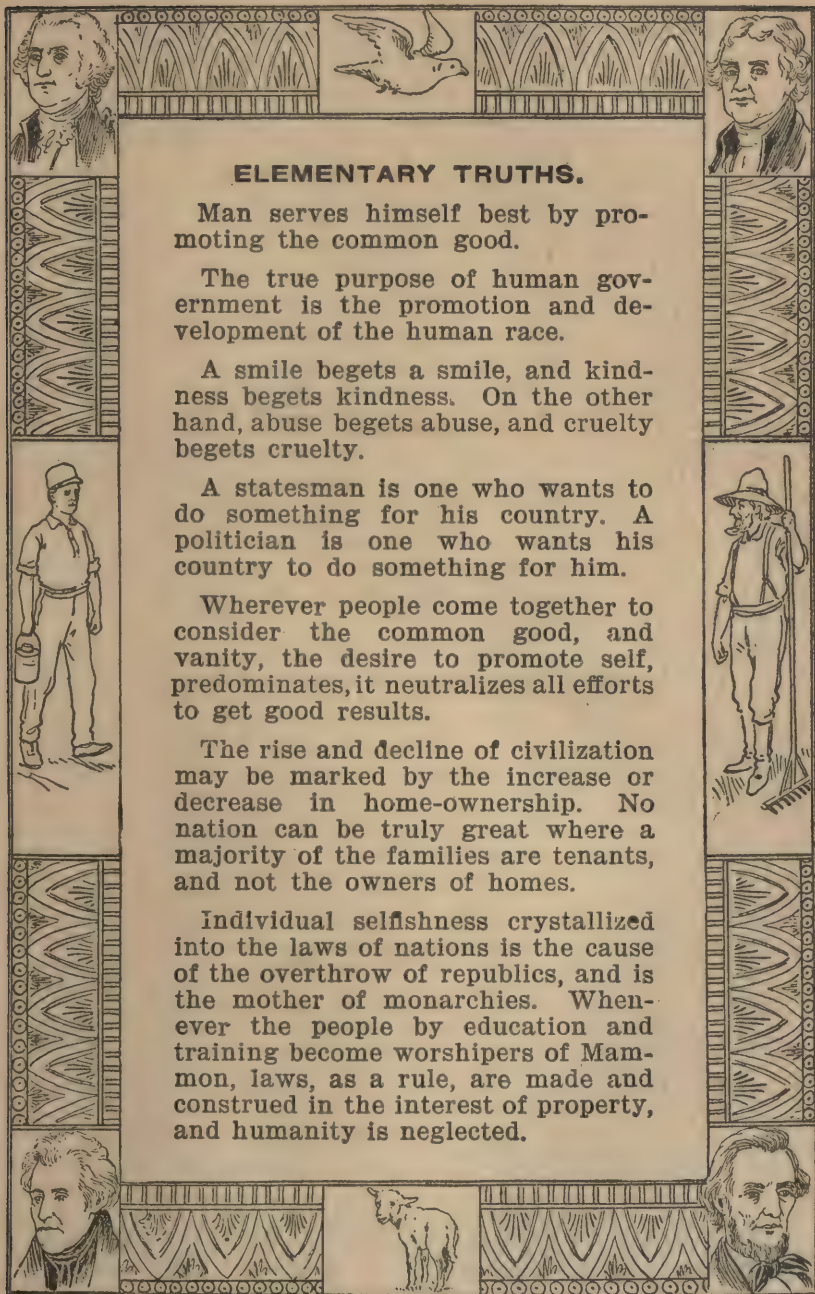 ELEMENTARY TRUTHS.
Man serves himself best by pro-
moting the common good.
The true purpose of human gov-
ernment is the promotion and de-
velopment of the human race.
A smile begets a smile, and kind-
ness begets kindness. On the other
hand, abuse begets abuse, and cruelty
begets cruelty.
A statesman is one who wants to
do something for his country. A
politician is one who wants his
country to do something for him.
Wherever people come together to
consider the common good, and
vanity, the desire to promote self,
predominates, it neutralizes all efforts
to get good results.
The rise and decline of civilization
may be marked by the increase or
decrease in home-ownership. No
nation can be truly great where a
majority of the families are tenants,
and not the owners of homes.
Individual selfishness crystallized
into the laws of nations is the cause
of the overthrow of republics, and is
the mother of monarchies. When-
ever the people by education and
training become worshipers of Mam-
mon, laws, as a rule, are made and
construed in the interest of property,
and humanity is neglected.